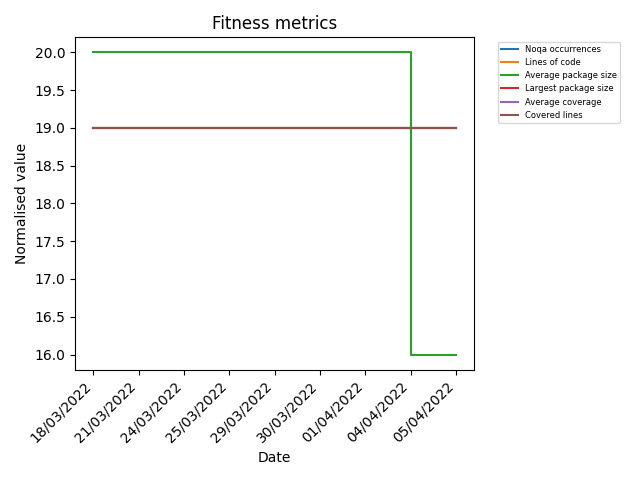 Fitness metrics
Normalised value
20.0
19.5
19.0
18.5
18.0
17.5
17.0
16.5
16.0
18/03/2022
21/03/2022
24/03/2022
25/03/2022
29/03/2022
30/03/2022
01/04/2022
04/04/2022
05/04/2022
Date
Noqa occurrences
Lines of code
Average package size
Largest package size
Average coverage
Covered lines